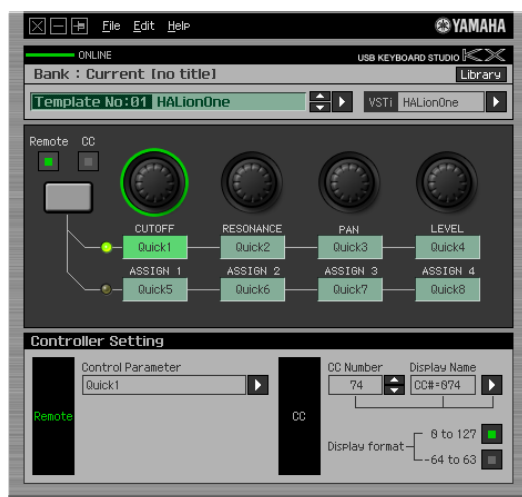 File Edit Help YAMAHA
ONLINE USB KEYBOARD STUDIO KX
Bank : Current [no title] Library
Template No:01 HALionOne VSTi HALionOne
Remote CC
CUTOFF RESONANCE PAN LEVEL
Quick1 Quick2 Quick3 Quick4
ASSIGN 1 ASSIGN 2 ASSIGN 3 ASSIGN 4
Quick5 Quick6 Quick7 Quick8
Controller Setting
Control Parameter CC Number Display Name
Quick1 74 CC#=074
Remote CC
0 to 127
Display format
-64 to 63